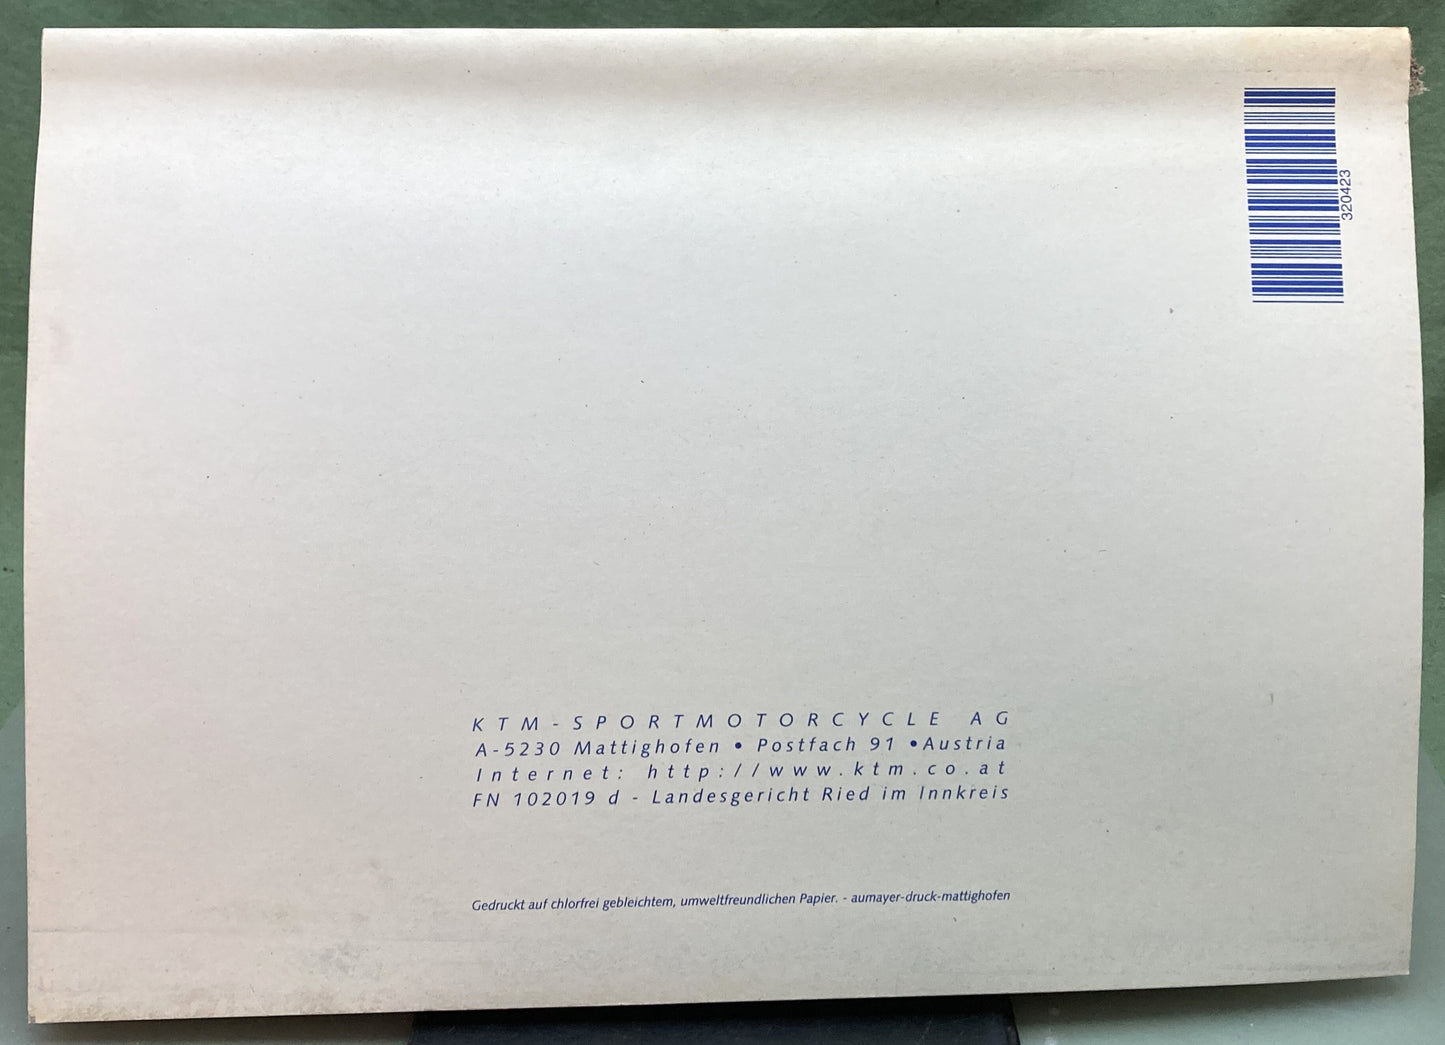 320423
KTM-SPORTMOTORCYCLE AG
A-5230 Mattighofen • Postfach 91 •Austria
Internet: http://www.ktm.co.at
FN 102019 d - Landesgericht Ried im Innkreis
Gedruckt auf chlorfrei gebleichtem, umweltfreundlichen Papier. - aumayer-druck-mattighofen